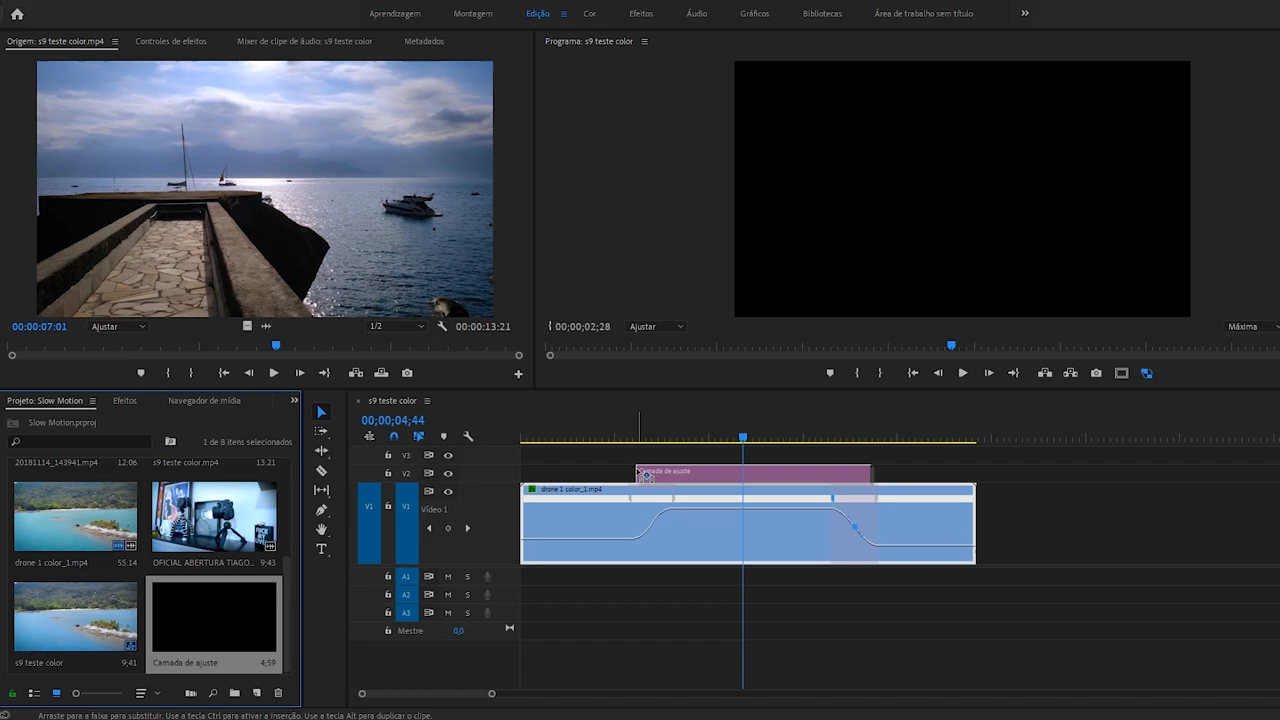 Aprendizagem Montagem Edição Cor Efeitos Áudio Gráficos Bibliotecas Área de trabalho sem título
Origem: s9 teste color.mp4 Controles de efeitos Mixer de clipe de áudio: s9 teste color Metadados
Programa: s9 teste color
00:00:07:01 Ajustar 1/2 00:00:13:21
00;00;02;28 Ajustar Máxima
Projeto: Slow Motion Efeitos Navegador de mídia
Slow Motion.prproj
1 de 8 itens selecionados
20181114_143941.mp4 12:06 s9 teste color.mp4 13:21
drone 1 color_1.mp4 55:14 OFICIAL ABERTURA TIAGO... 9;43
s9 teste color 9;41 Camada de ajuste 4;59
s9 teste color
00;00;04;44
V3
V2
Camada de ajuste
drone 1 color_1.mp4
V1 V1 Vídeo 1
A1 M S
A2 M S
A3 M S
Mestre 0,0
Arraste para a faixa para substituir. Use a tecla Ctrl para ativar a inserção. Use a tecla Alt para duplicar o clipe.